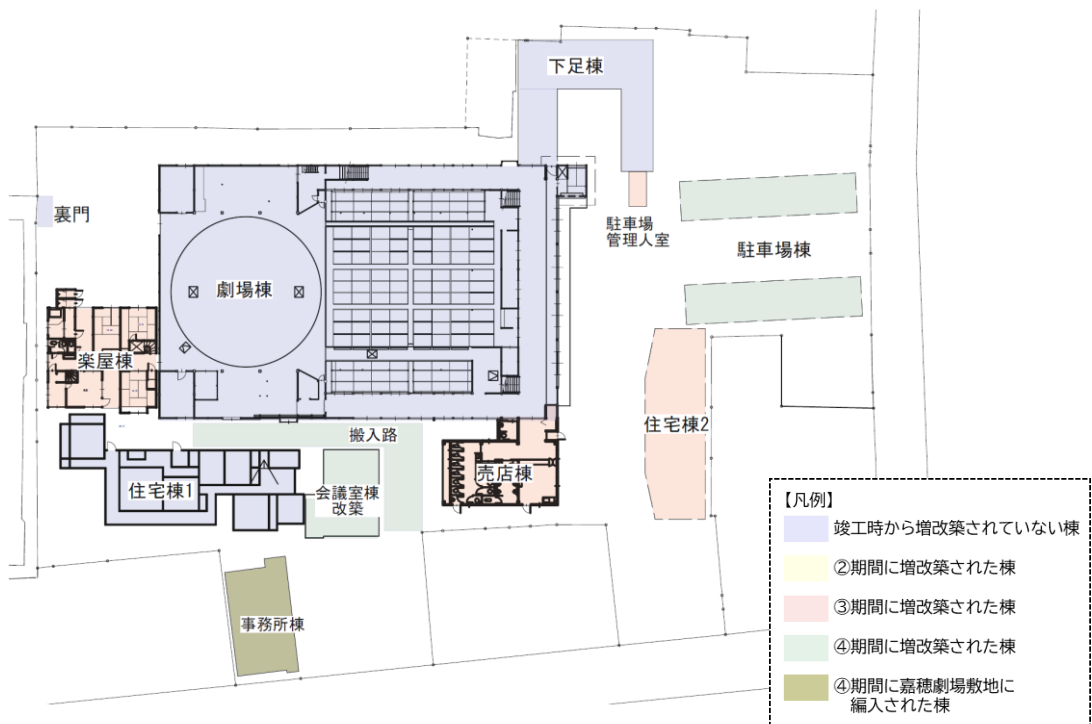 下足棟
裏門
駐車場
管理人室
駐車場棟
劇場棟
楽屋棟
搬入路
住宅棟2
売店棟
住宅棟1
会議室棟
改築
事務所棟
【凡例】
竣工時から増改築されていない棟
②期間に増改築された棟
③期間に増改築された棟
④期間に増改築された棟
④期間に嘉穂劇場敷地に
編入された棟